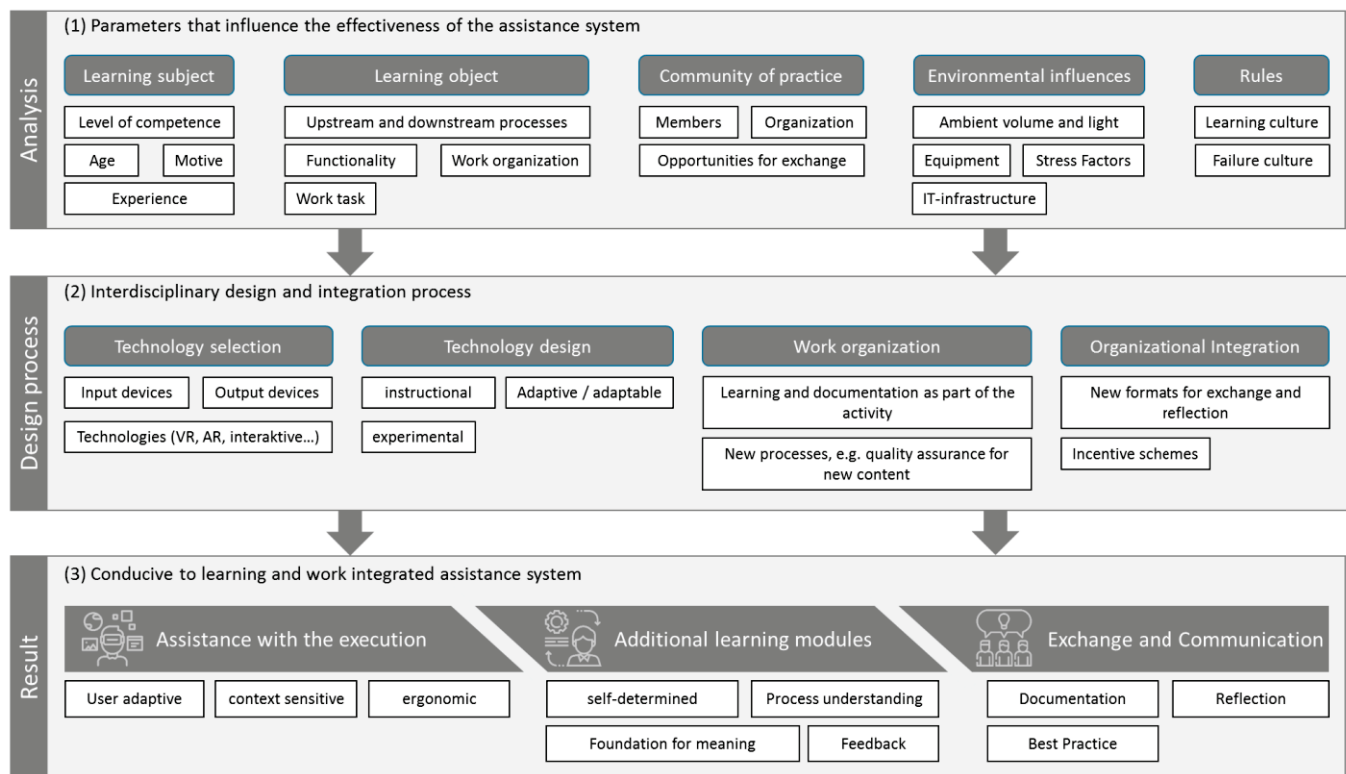 Analysis
(1) Parameters that influence the effectiveness of the assistance system
Learning subject
Level of competence
Age
Motive
Experience
Learning object
Upstream and downstream processes
Functionality
Work organization
Work task
Community of practice
Members
Organization
Opportunities for exchange
Environmental influences
Ambient volume and light
Equipment
Stress Factors
IT-infrastructure
Rules
Learning culture
Failure culture
Design process
(2) Interdisciplinary design and integration process
Technology selection
Input devices
Output devices
Technologies (VR, AR, interaktive...)
Technology design
instructional
Adaptive / adaptable
experimental
Work organization
Learning and documentation as part of the
activity
New processes, e.g. quality assurance for
new content
Organizational Integration
New formats for exchange and
reflection
Incentive schemes
Result
(3) Conducive to learning and work integrated assistance system
Assistance with the execution
User adaptive
context sensitive
ergonomic
Additional learning modules
self-determined
Process understanding
Foundation for meaning
Feedback
Exchange and Communication
Documentation
Reflection
Best Practice